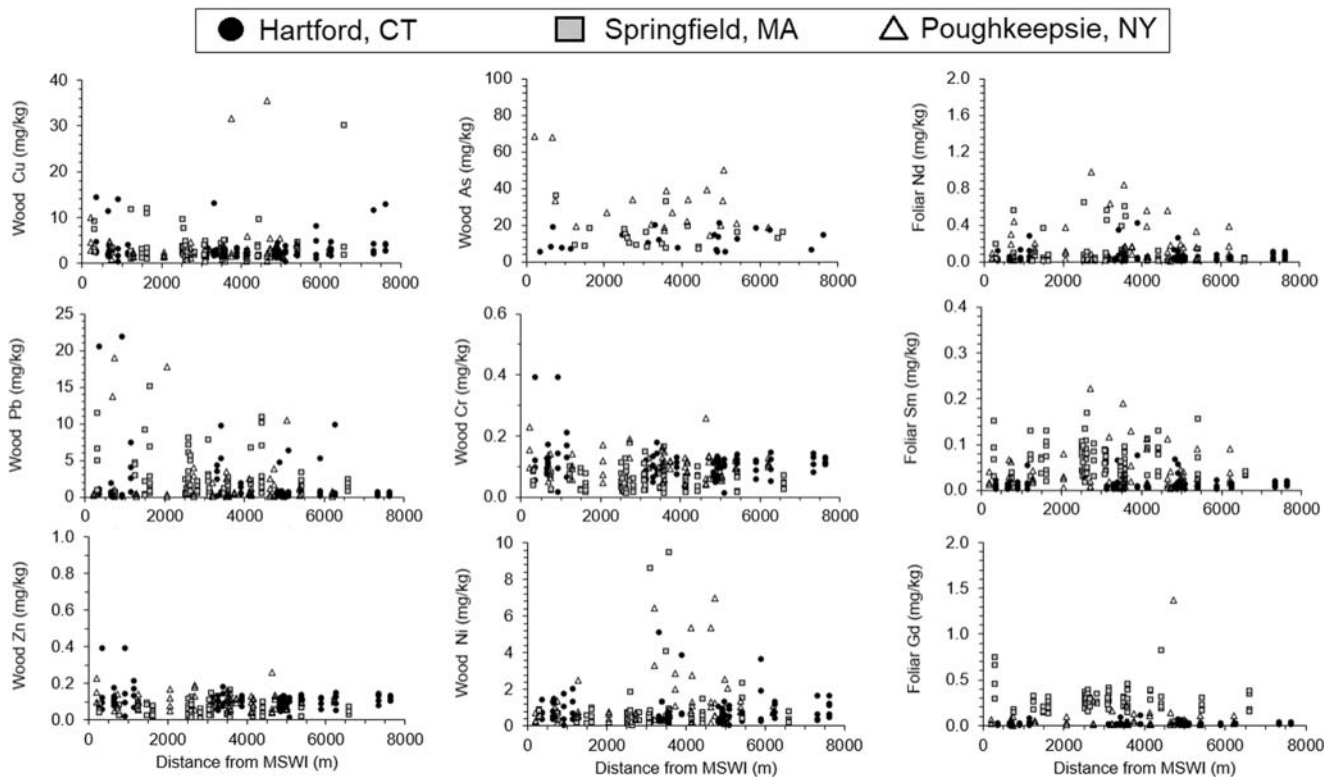 Hartford, CT Springfield, MA Poughkeepsie, NY
Wood Cu (mg/kg)
40
30
20
10
0
0 2000 4000 6000 8000
Wood As (mg/kg)
100
80
60
40
20
0
0 2000 4000 6000 8000
Foliar Nd (mg/kg)
2.0
1.6
1.2
0.8
0.4
0.0
0 2000 4000 6000 8000
Wood Pb (mg/kg)
25
20
15
10
5
0
0 2000 4000 6000 8000
Wood Cr (mg/kg)
0.6
0.4
0.2
0.0
0 2000 4000 6000 8000
Foliar Sm (mg/kg)
0.4
0.3
0.2
0.1
0.0
0 2000 4000 6000 8000
Wood Zn (mg/kg)
1.0
0.8
0.6
0.4
0.2
0.0
0 2000 4000 6000 8000
Distance from MSWI (m)
Wood Ni (mg/kg)
10
8
6
4
2
0
0 2000 4000 6000 8000
Distance from MSWI (m)
Foliar Gd (mg/kg)
2.0
1.5
1.0
0.5
0.0
0 2000 4000 6000 8000
Distance from MSWI (m)